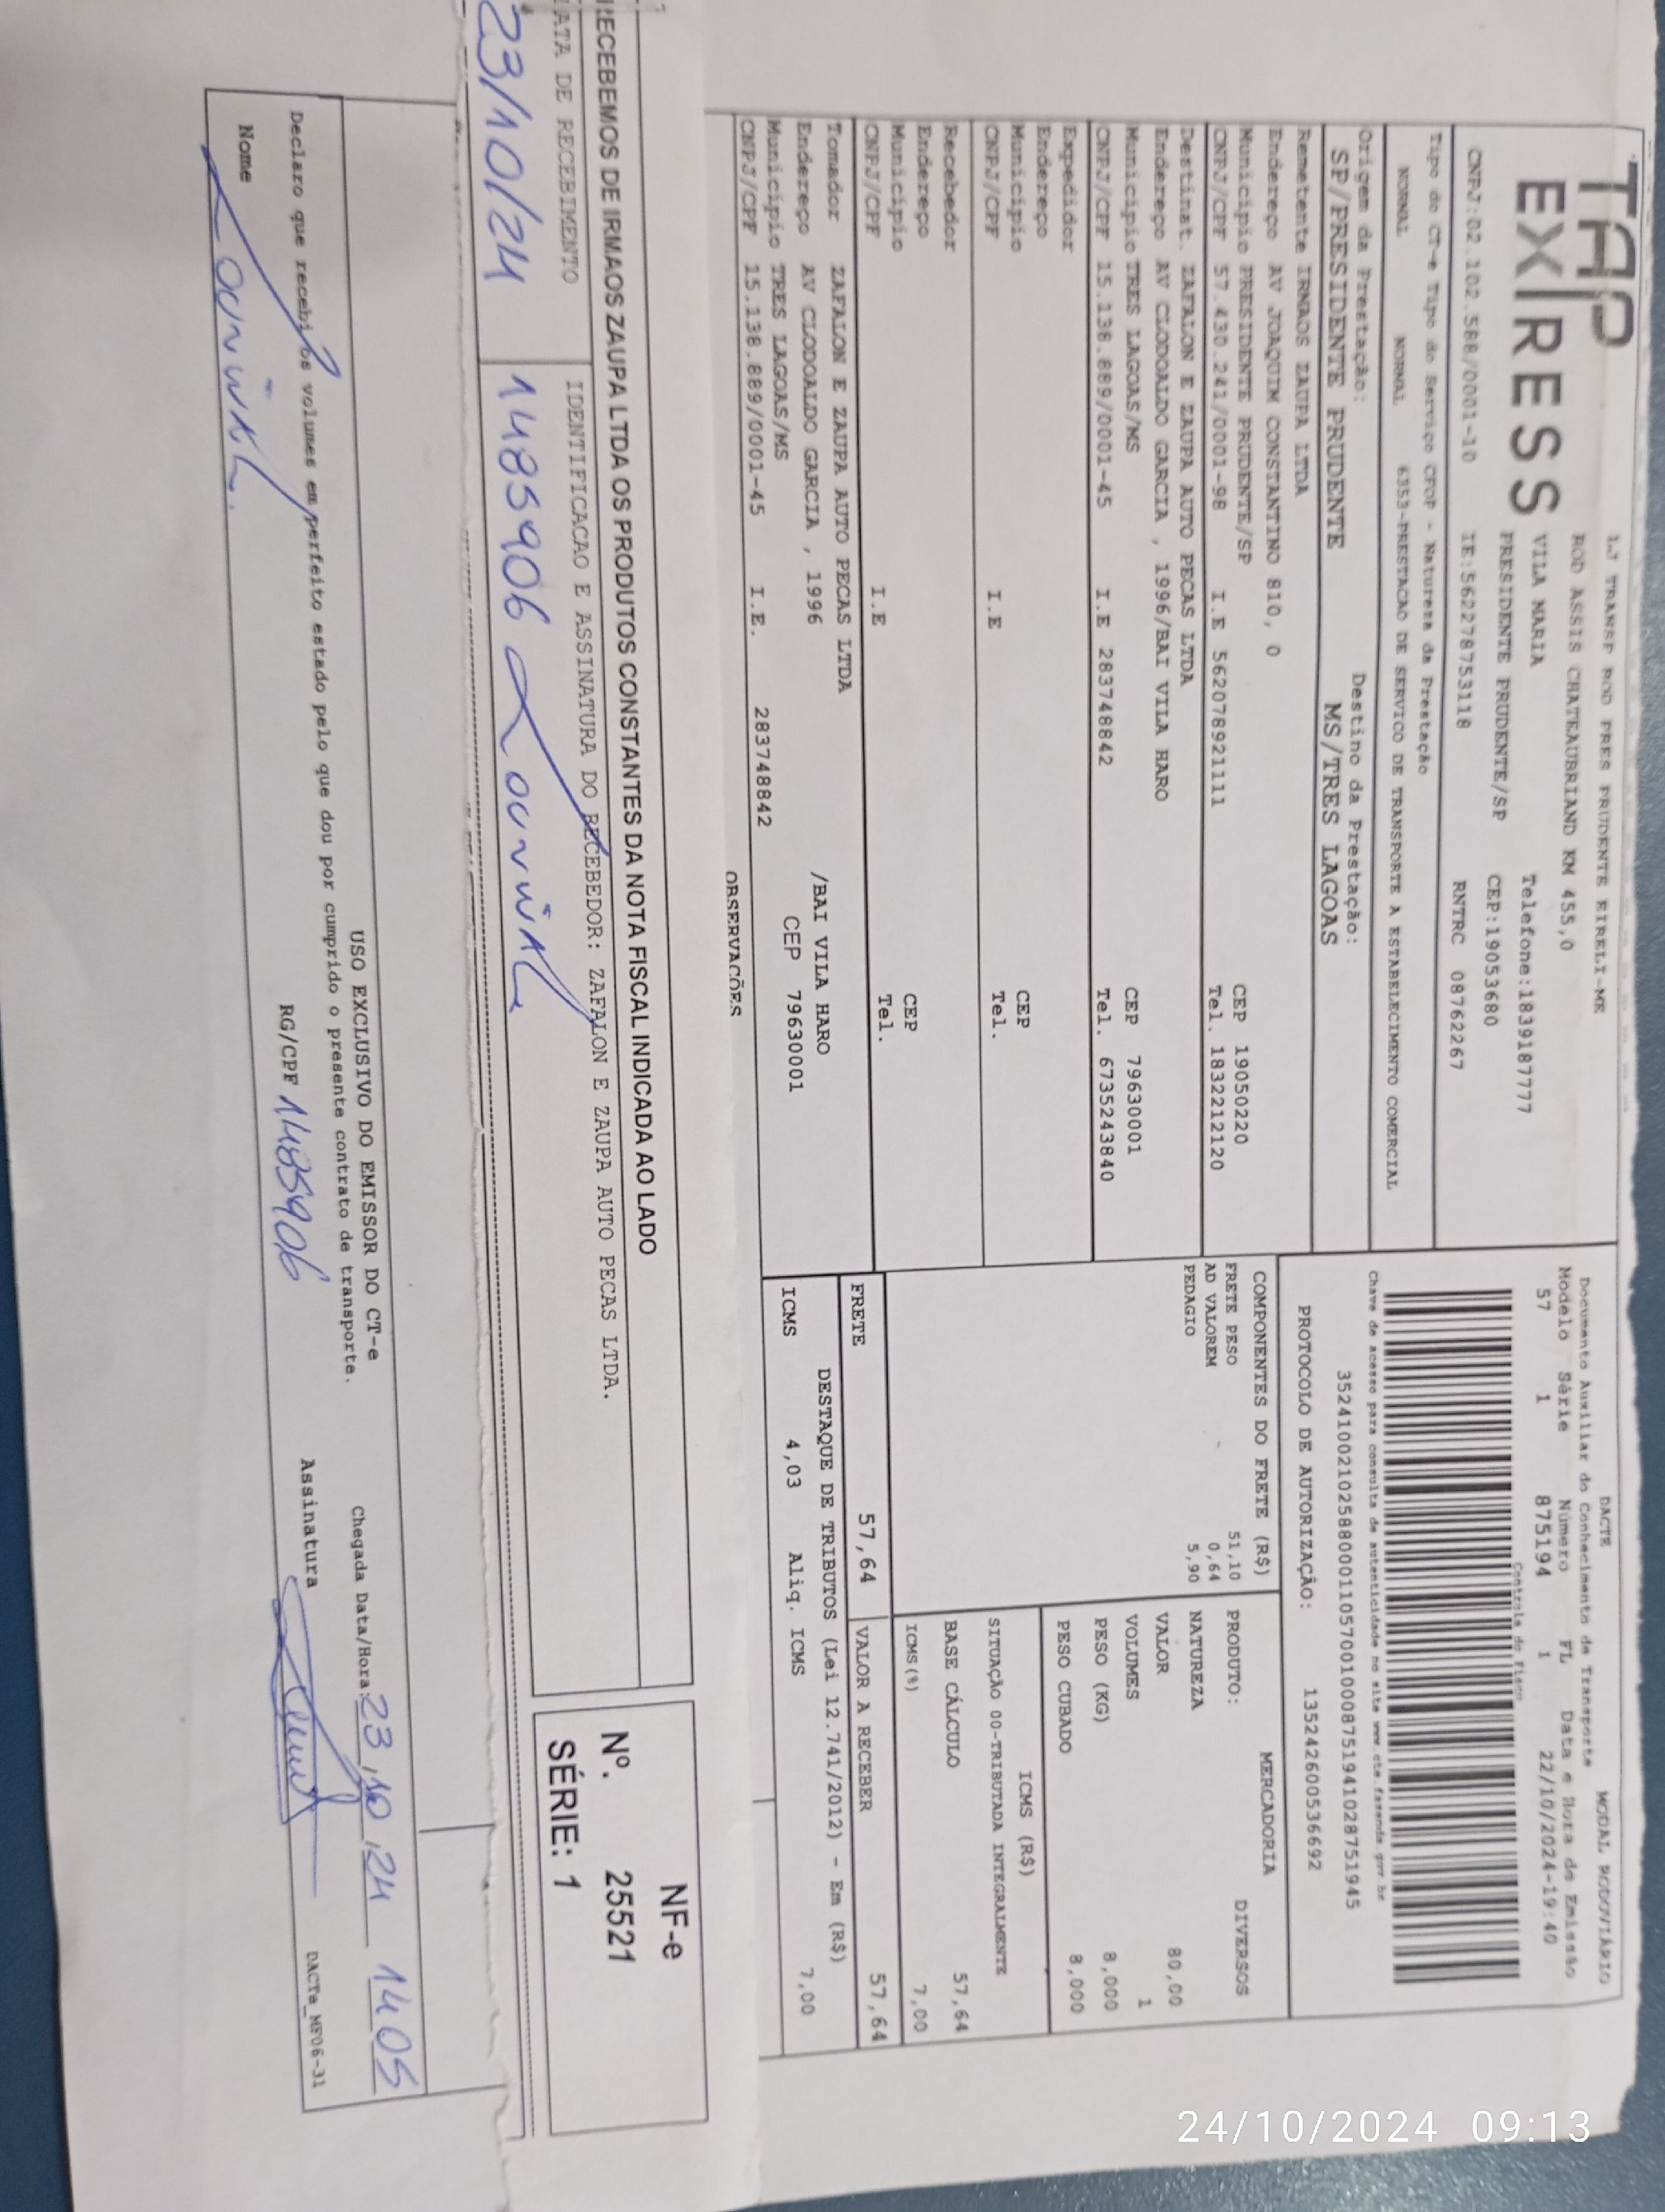 TAP
EX/RESS
LJ TRANSP ROD PRES PRUDENTE EIRELI-ME
ROD ASSIS CHATEAUBRIAND KM 455,0
VILA MARIA Telefone:1839187777
PRESIDENTE PRUDENTE/SP CEP:19053680
CNPJ:02.102.588/0001-10 IE:562278753118 RNTRC 08762267
Tipo do CT-e Tipo do Serviço CFOP - Natureza da Prestação
NORMAL NORMAL 6353-PRESTACAO DE SERVICO DE TRANSPORTE A ESTABELECIMENTO COMERCIAL
Origem da Prestação: Destino da Prestação:
SP/PRESIDENTE PRUDENTE MS/TRES LAGOAS
Remetente IRMAOS ZAUPA LTDA
Endereço AV JOAQUIM CONSTANTINO 810, 0
Município PRESIDENTE PRUDENTE/SP CEP 19050220
CNPJ/CPF 57.430.241/0001-98 I.E 562078921111 Tel. 1832212120
Destinat. ZAFALON E ZAUPA AUTO PECAS LTDA
Endereço AV CLODOALDO GARCIA , 1996/BAI VILA HARO
Município TRES LAGOAS/MS CEP 79630001
CNPJ/CPF 15.138.889/0001-45 I.E 283748842 Tel. 6735243840
Expedidor
Endereço
Município CEP
CNPJ/CPF I.E Tel.
Recebedor
Endereço
Município CEP
CNPJ/CPF I.E Tel.
Tomador ZAFALON E ZAUPA AUTO PECAS LTDA
Endereço AV CLODOALDO GARCIA , 1996 /BAI VILA HARO
Município TRES LAGOAS/MS CEP 79630001
CNPJ/CPF 15.138.889/0001-45 I.E. 283748842
OBSERVAÇÕES
DACTE MODAL RODOVIÁRIO
Documento Auxiliar do Conhecimento de Transporte
Modelo Série Número FL Data e Hora de Emissão
57 1 875194 1 22/10/2024-19:40
Controle do Fisco
Chave de acesso para consulta de autenticidade no site www.cte.fazenda.gov.br
35241002102588000110570010008751941028751945
PROTOCOLO DE AUTORIZAÇÃO: 135242600536692
COMPONENTES DO FRETE (R$)
FRETE PESO 51,10
AD VALOREM 0,64
PEDAGIO 5,90
MERCADORIA
PRODUTO: DIVERSOS
NATUREZA
VALOR 80,00
VOLUMES 1
PESO (KG) 8,000
PESO CUBADO 8,000
ICMS (R$)
SITUAÇÃO 00-TRIBUTADA INTEGRALMENTE
BASE CÁLCULO 57,64
ICMS(%) 7,00
FRETE 57,64 VALOR A RECEBER 57,64
DESTAQUE DE TRIBUTOS (Lei 12.741/2012) - Em (R$)
ICMS 4,03 Aliq. ICMS 7,00
RECEBEMOS DE IRMAOS ZAUPA LTDA OS PRODUTOS CONSTANTES DA NOTA FISCAL INDICADA AO LADO
DATA DE RECEBIMENTO IDENTIFICACAO E ASSINATURA DO RECEBEDOR: ZAFALON E ZAUPA AUTO PECAS LTDA.
23/10/24 1485906 Lourival
NF-e
Nº. 25521
SÉRIE: 1
USO EXCLUSIVO DO EMISSOR DO CT-e Chegada Data/Hora: 23,10,24 14 05
Declaro que recebi os volumes em perfeito estado pelo que dou por cumprido o presente contrato de transporte.
Nome Lourival. RG/CPF 1485906 Assinatura DACTe_MF06-31
24/10/2024 09:13